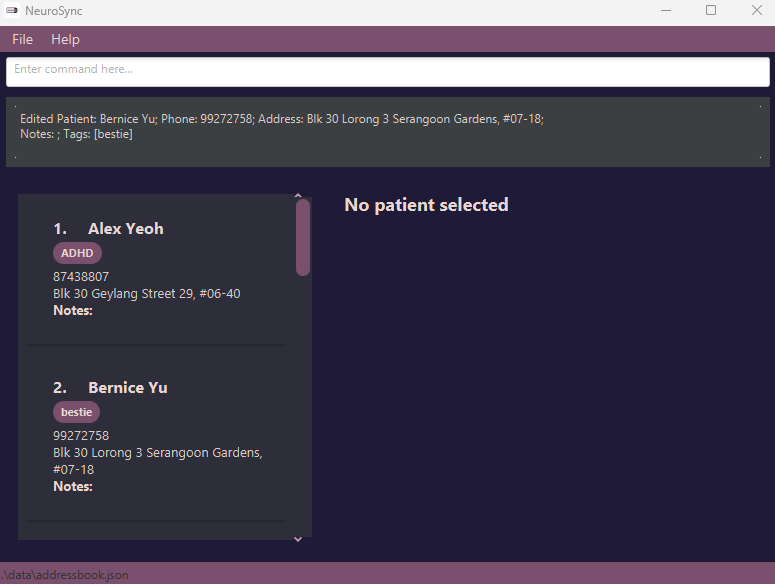 NeuroSync
File Help
Enter command here...
Edited Patient: Bernice Yu; Phone: 99272758; Address: Blk 30 Lorong 3 Serangoon Gardens, #07-18;
Notes: ; Tags: [bestie]
1. Alex Yeoh
ADHD
87438807
Blk 30 Geylang Street 29, #06-40
Notes:
2. Bernice Yu
bestie
99272758
Blk 30 Lorong 3 Serangoon Gardens,
#07-18
Notes:
No patient selected
.\data\addressbook.json